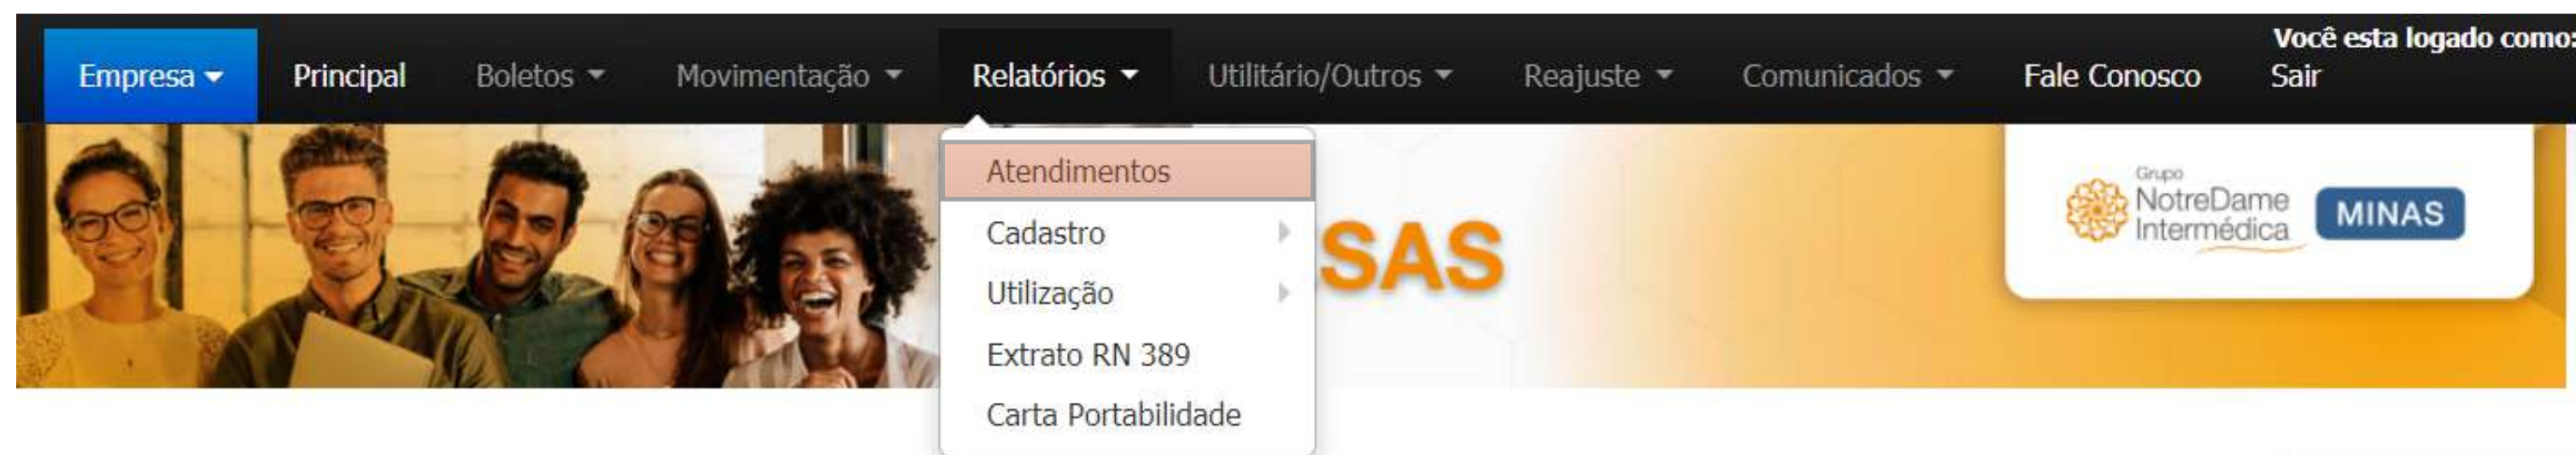 Você esta logado como:
Empresa Principal Boletos Movimentação Relatórios Utilitário/Outros Reajuste Comunicados Fale Conosco Sair
Atendimentos
Cadastro
Utilização
Extrato RN 389
Carta Portabilidade
SAS
Grupo
NotreDame
Intermédica
MINAS